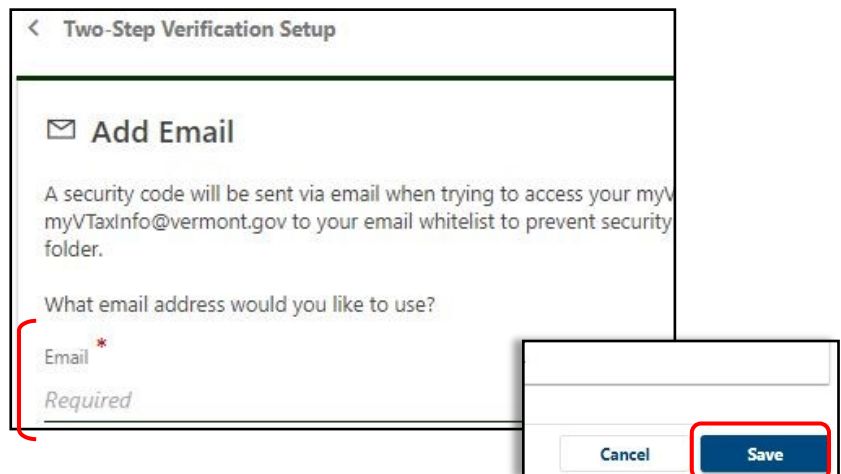 < Two-Step Verification Setup
Add Email
A security code will be sent via email when trying to access your myV
myVTaxInfo@vermont.gov to your email whitelist to prevent security
folder.
What email address would you like to use?
Email *
Required
Cancel Save